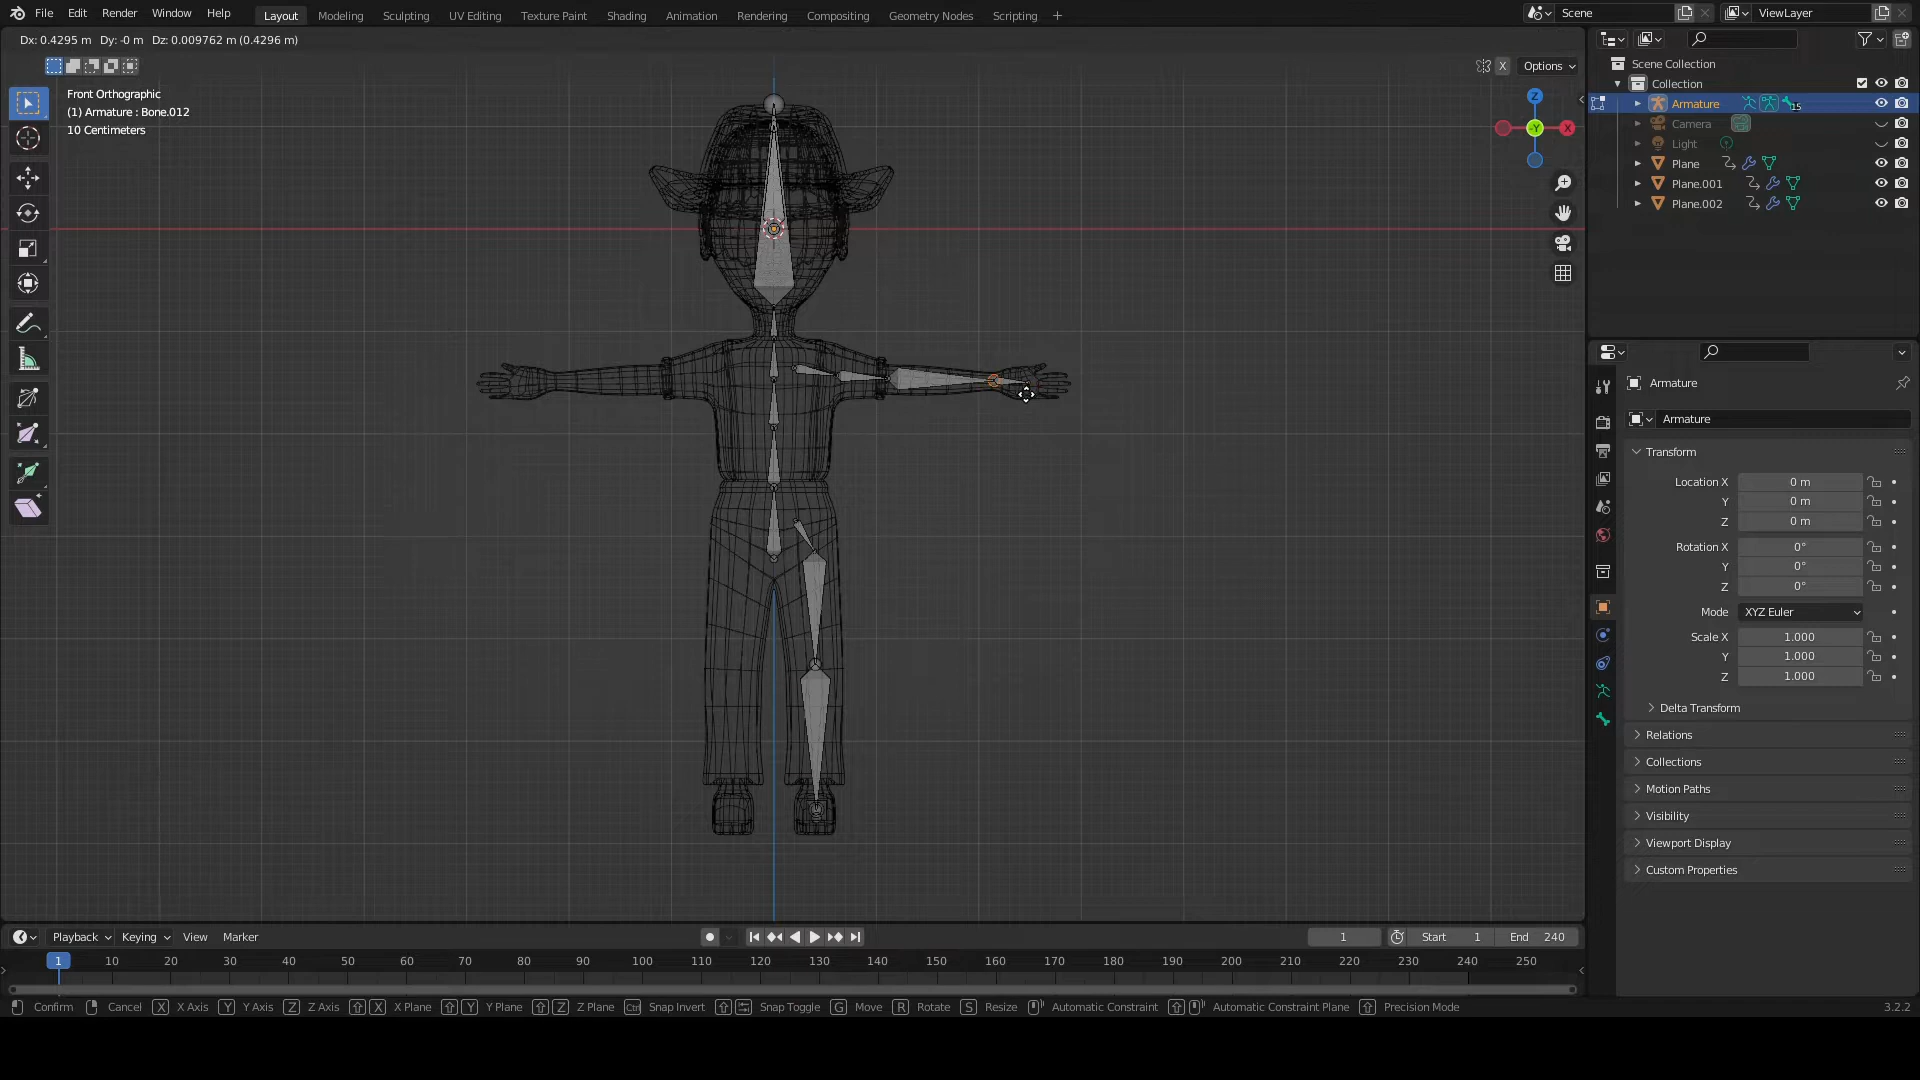 File Edit Render Window Help Layout Modeling Sculpting UV Editing Texture Paint Shading Animation Rendering Compositing Geometry Nodes Scripting + Scene ViewLayer
Dx: 0.4295 m Dy: -0 m Dz: 0.009762 m (0.4296 m)
X Options
Front Orthographic
(1) Armature : Bone.012
10 Centimeters
Z
-Y X
Scene Collection
Collection
Armature 15
Camera
Light
Plane
Plane.001
Plane.002
Armature
Armature
Transform
Location X 0 m
Y 0 m
Z 0 m
Rotation X 0°
Y 0°
Z 0°
Mode XYZ Euler
Scale X 1.000
Y 1.000
Z 1.000
Delta Transform
Relations
Collections
Motion Paths
Visibility
Viewport Display
Custom Properties
Playback Keying View Marker 1 Start 1 End 240
1 10 20 30 40 50 60 70 80 90 100 110 120 130 140 150 160 170 180 190 200 210 220 230 240 250
Confirm Cancel X X Axis Y Y Axis Z Z Axis X X Plane Y Y Plane Z Z Plane Ctrl Snap Invert Snap Toggle G Move R Rotate S Resize Automatic Constraint Automatic Constraint Plane Precision Mode 3.2.2